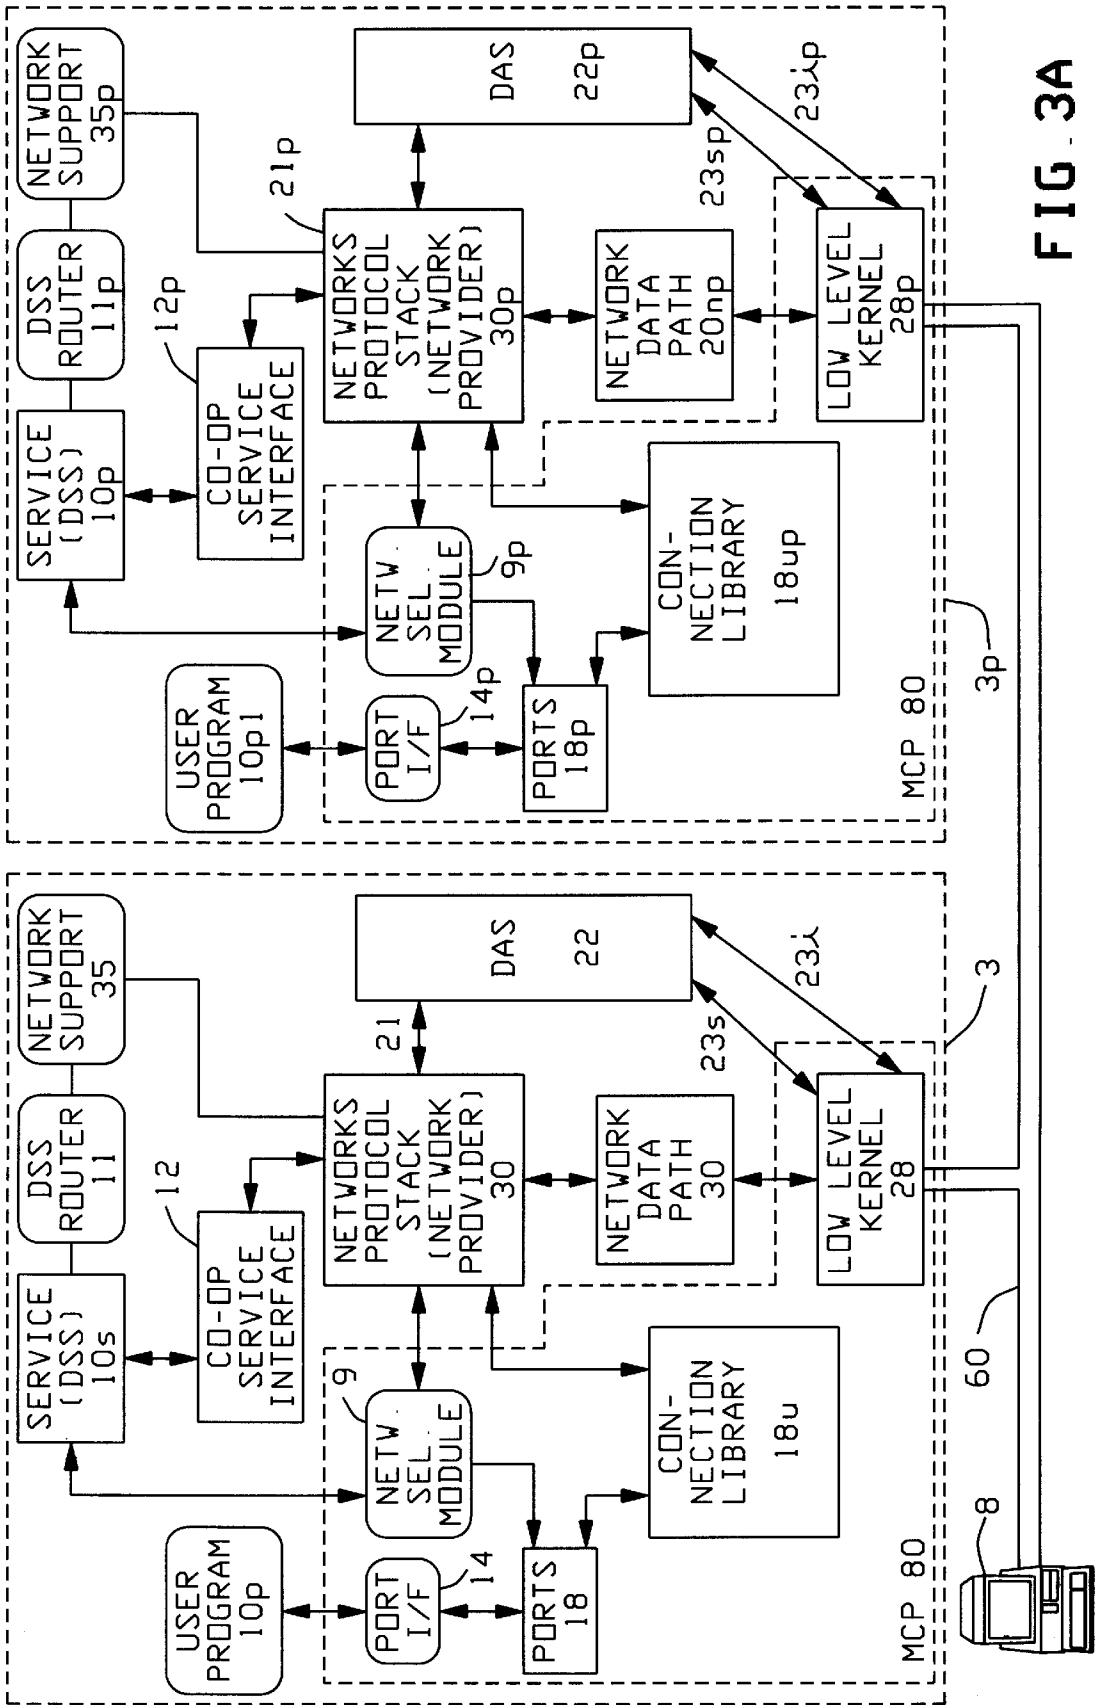 USER
PROGRAM
10p
SERVICE
(DSS)
10s
DSS
ROUTER
11
NETWORK
SUPPORT
35
CO-OP
SERVICE
INTERFACE
12
PORT
I/F
14
NETW.
SEL.
MODULE
9
NETWORKS
PROTOCOL
STACK
(NETWORK
PROVIDER)
30
21
DAS
22
PORTS
18
CON-
NECTION
LIBRARY
18u
NETWORK
DATA
PATH
30
23s
23i
LOW LEVEL
KERNEL
28
MCP 80
3
60
8
USER
PROGRAM
10p1
SERVICE
(DSS)
10p
DSS
ROUTER
11p
NETWORK
SUPPORT
35p
CO-OP
SERVICE
INTERFACE
12p
PORT
I/F
14p
NETW.
SEL.
MODULE
9p
NETWORKS
PROTOCOL
STACK
(NETWORK
PROVIDER)
30p
21p
DAS
22p
PORTS
18p
CON-
NECTION
LIBRARY
18up
NETWORK
DATA
PATH
20np
23sp
23ip
LOW LEVEL
KERNEL
28p
MCP 80
3p
FIG. 3A